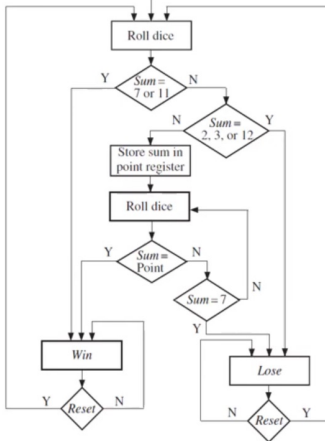 Roll dice
Y
Sum =
7 or 11
N
N
Sum =
2, 3, or 12
Y
Store sum in
point register
Roll dice
Y
Sum =
Point
N
Sum = 7
N
Y
Win
Lose
Y
Reset
N
N
Reset
Y